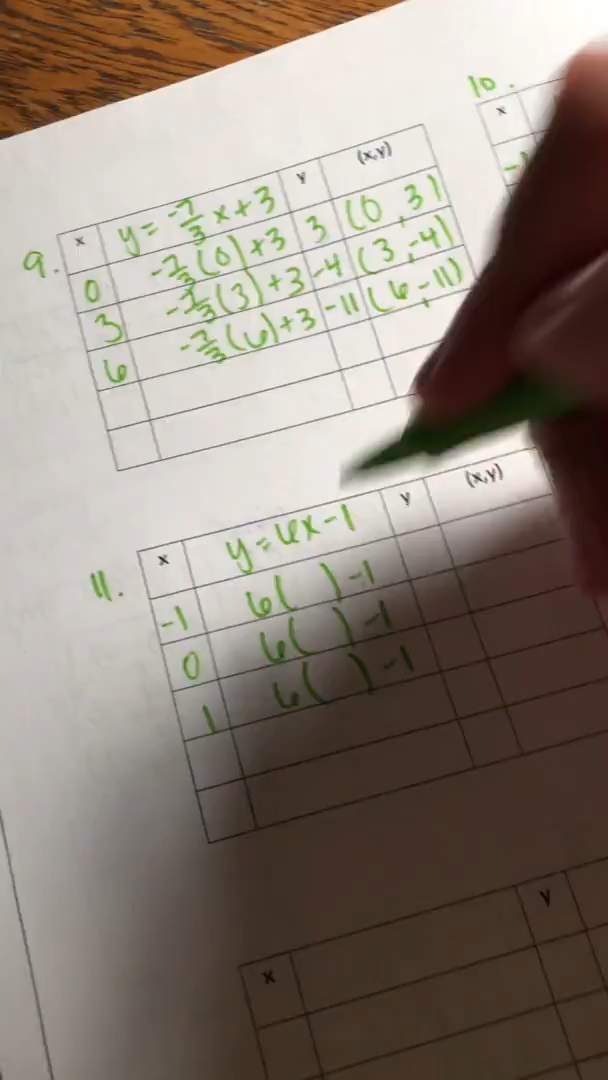 10.
x
-1
9.
x y = -7/3 x + 3 y (x,y)
0 -7/3 (0) + 3 3 (0, 3)
3 -7/3 (3) + 3 -4 (3, -4)
6 -7/3 (6) + 3 -11 (6, -11)
11.
x y = 6x - 1 y (x,y)
-1 6( ) - 1
0 6( ) - 1
1 6( ) - 1
x y